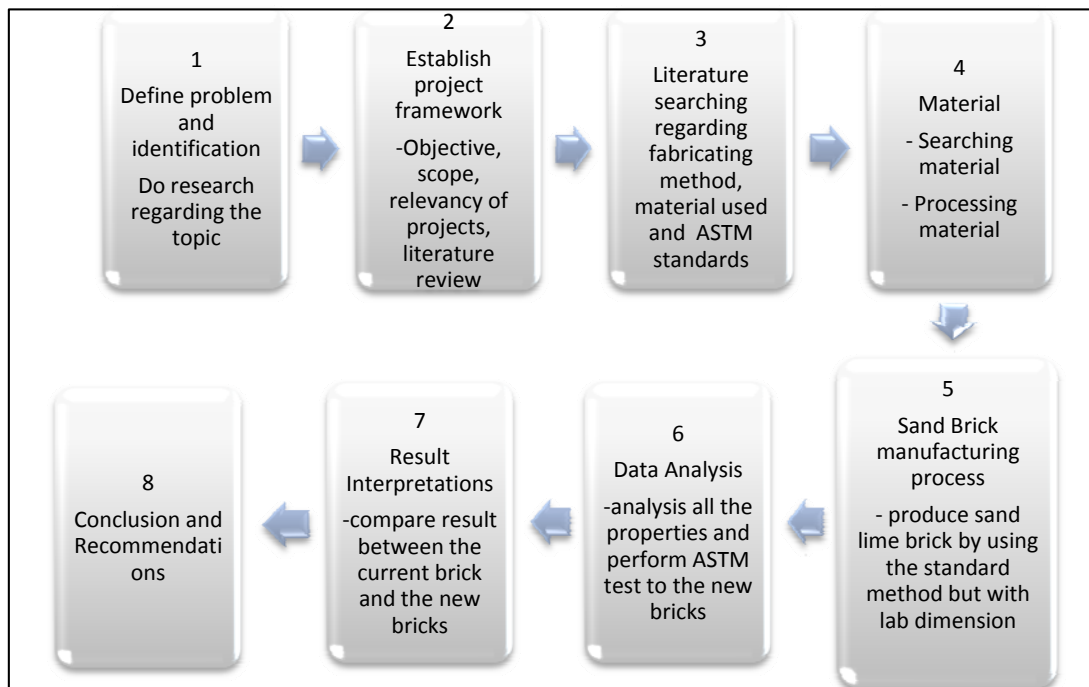 1
Define problem
and
identification
Do research
regarding the
topic
2
Establish
project
framework
-Objective,
scope,
relevancy of
projects,
literature
review
3
Literature
searching
regarding
fabricating
method,
material used
and ASTM
standards
4
Material
- Searching
material
- Processing
material
5
Sand Brick
manufacturing
process
- produce sand
lime brick by using
the standard
method but with
lab dimension
6
Data Analysis
-analysis all the
properties and
perform ASTM
test to the new
bricks
7
Result
Interpretations
-compare result
between the
current brick
and the new
bricks
8
Conclusion and
Recommendati
ons